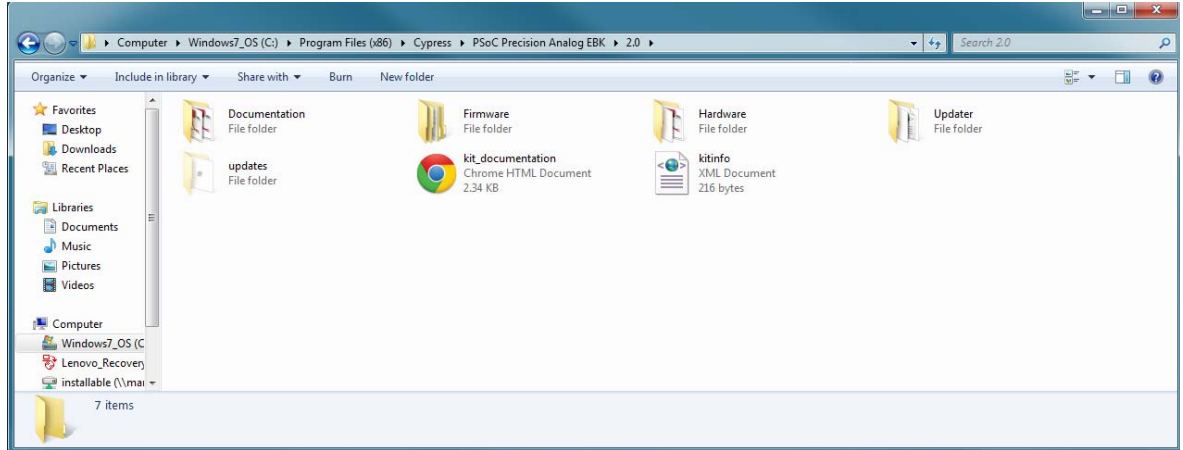 Computer ▸ Windows7_OS (C:) ▸ Program Files (x86) ▸ Cypress ▸ PSoC Precision Analog EBK ▸ 2.0 ▸
Search 2.0
Organize Include in library Share with Burn New folder
Favorites
Desktop
Downloads
Recent Places
Libraries
Documents
Music
Pictures
Videos
Computer
Windows7_OS (C
Lenovo_Recovery
installable (\\mai
Documentation
File folder
Firmware
File folder
Hardware
File folder
Updater
File folder
updates
File folder
kit_documentation
Chrome HTML Document
2.34 KB
kitinfo
XML Document
216 bytes
7 items